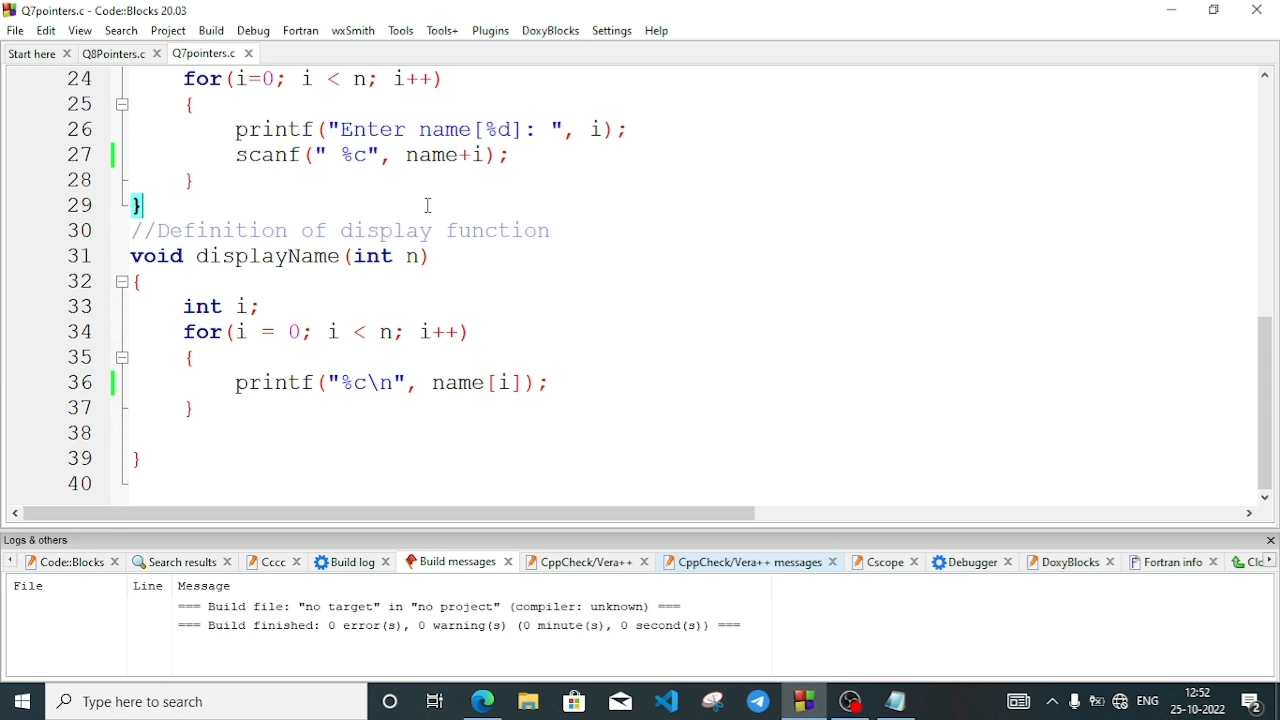 Q7pointers.c - Code::Blocks 20.03
File Edit View Search Project Build Debug Fortran wxSmith Tools Tools+ Plugins DoxyBlocks Settings Help
Start here Q8Pointers.c Q7pointers.c
24 for(i=0; i < n; i++)
25 {
26 printf("Enter name[%d]: ", i);
27 scanf(" %c", name+i);
28 }
29 }
30 //Definition of display function
31 void displayName(int n)
32 {
33 int i;
34 for(i = 0; i < n; i++)
35 {
36 printf("%c\n", name[i]);
37 }
38
39 }
40
Logs & others
Code::Blocks Search results Cccc Build log Build messages CppCheck/Vera++ CppCheck/Vera++ messages Cscope Debugger DoxyBlocks Fortran info Clo
File Line Message
=== Build file: "no target" in "no project" (compiler: unknown) ===
=== Build finished: 0 error(s), 0 warning(s) (0 minute(s), 0 second(s)) ===
Type here to search
ENG
12:52
25-10-2022
2